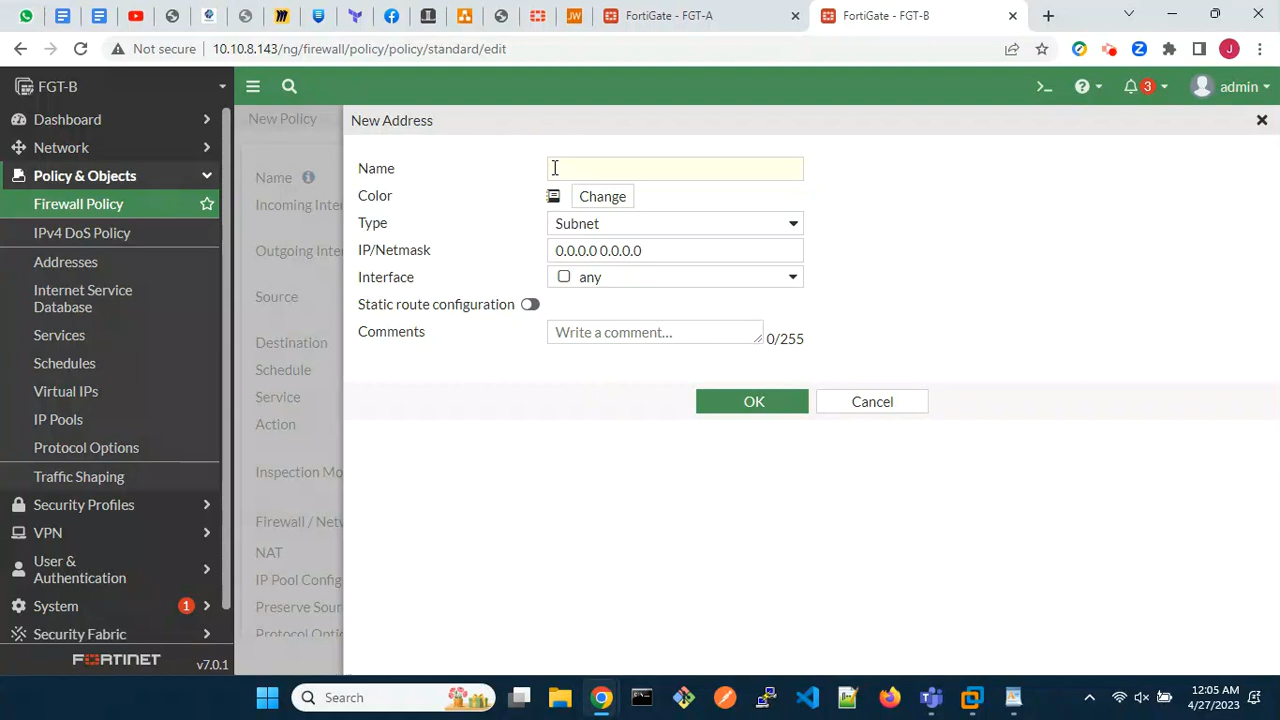 FortiGate - FGT-A
FortiGate - FGT-B
Not secure
10.10.8.143/ng/firewall/policy/policy/standard/edit
J
FGT-B
3
admin
Dashboard
Network
Policy & Objects
Firewall Policy
IPv4 DoS Policy
Addresses
Internet Service
Database
Services
Schedules
Virtual IPs
IP Pools
Protocol Options
Traffic Shaping
Security Profiles
VPN
User &
Authentication
System
1
Security Fabric
FORTINET
v7.0.1
New Policy
Name
Incoming Inter
Outgoing Inter
Source
Destination
Schedule
Service
Action
Inspection Mo
Firewall / Netw
NAT
IP Pool Config
Preserve Sour
Protocol Optio
New Address
Name
Color
Change
Type
Subnet
IP/Netmask
0.0.0.0 0.0.0.0
Interface
any
Static route configuration
Comments
Write a comment...
0/255
OK
Cancel
Search
12:05 AM
4/27/2023